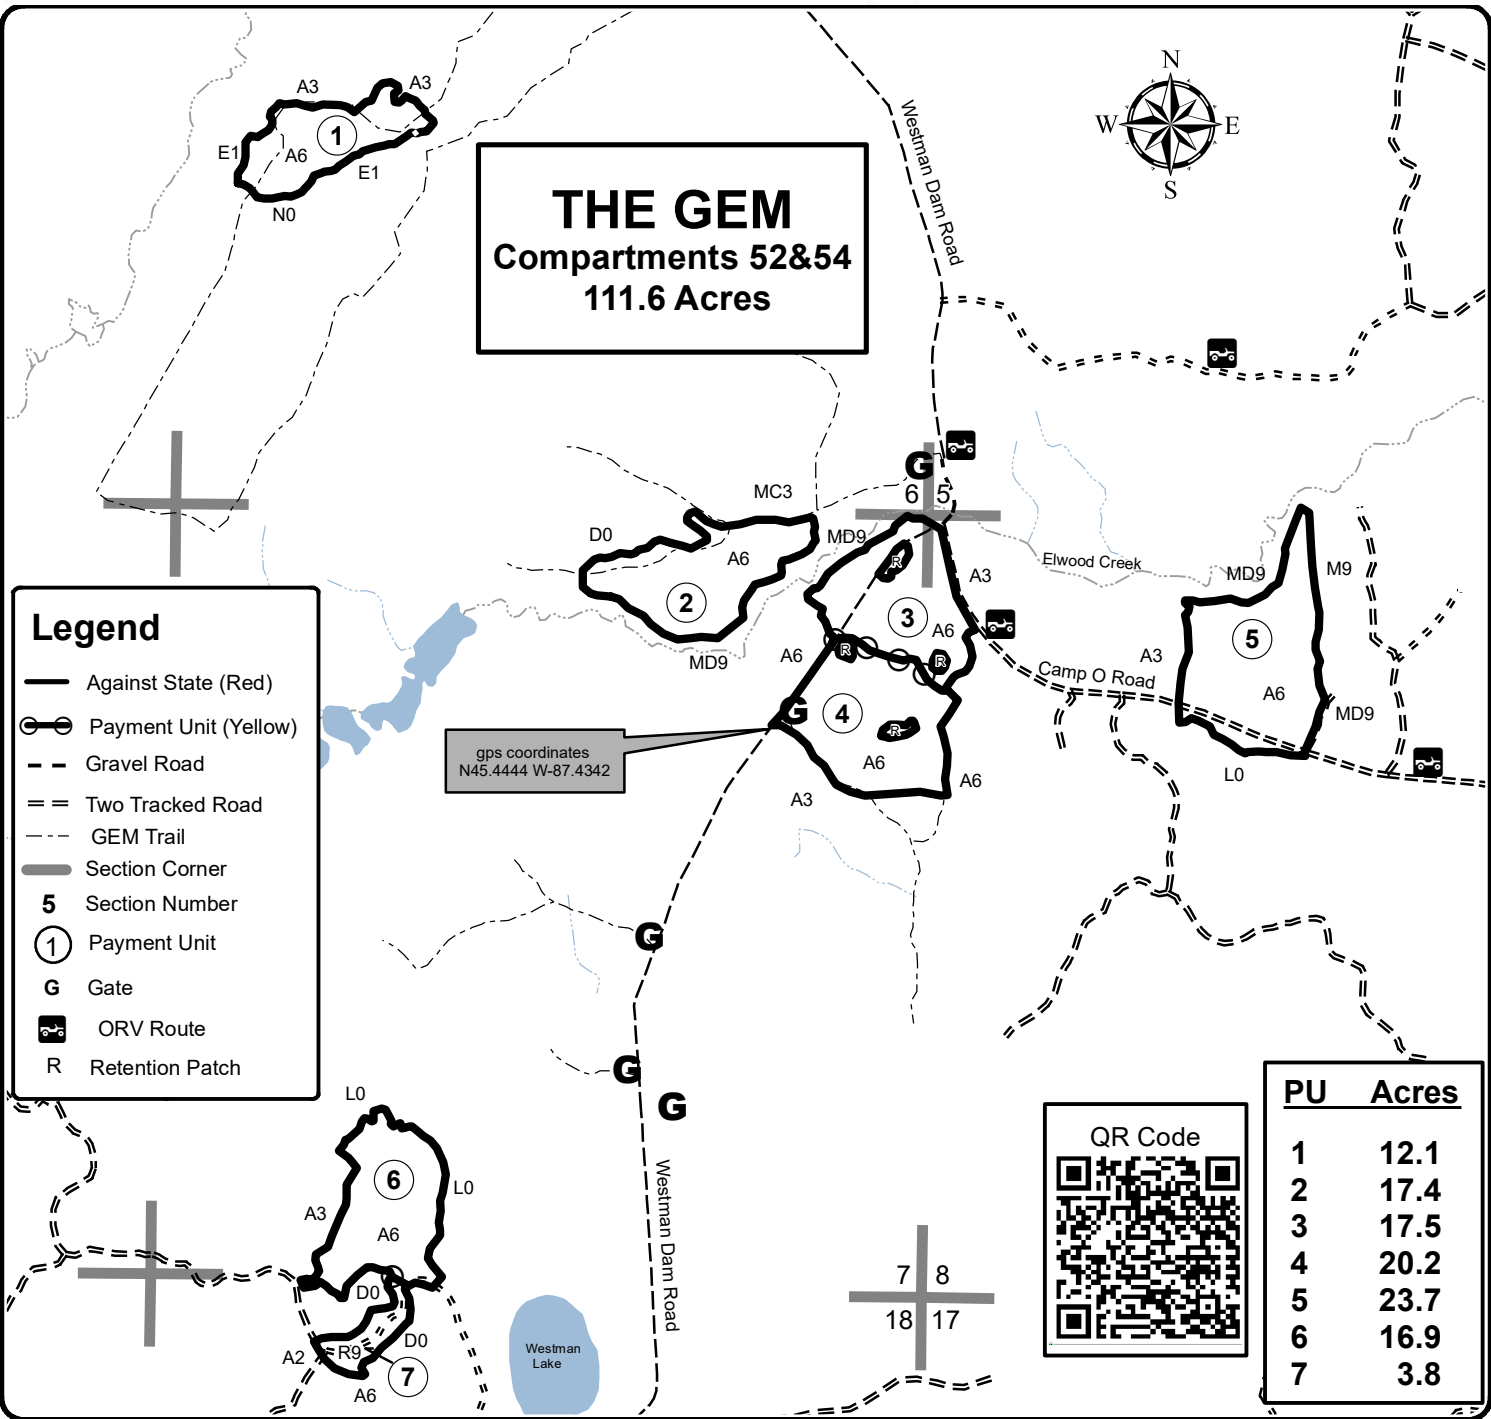 A3
A3
1
E1
A6
E1
N0
THE GEM
Compartments 52&54
111.6 Acres
Westman Dam Road
N
W
E
S
MC3
G
6
5
D0
A6
MD9
2
MD9
R
A3
Elwood Creek
3
A6
A6
R
R
MD9
M9
5
A3
A6
MD9
L0
Camp O Road
G
4
R
A6
A6
A3
gps coordinates
N45.4444 W-87.4342
Legend
Against State (Red)
Payment Unit (Yellow)
Gravel Road
Two Tracked Road
GEM Trail
Section Corner
5 Section Number
1 Payment Unit
G Gate
ORV Route
R Retention Patch
G
G
G
L0
6
L0
A3
A6
D0
D0
A2
R9
7
A6
Westman Dam Road
Westman
Lake
7
8
18
17
QR Code
PU Acres
1 12.1
2 17.4
3 17.5
4 20.2
5 23.7
6 16.9
7 3.8